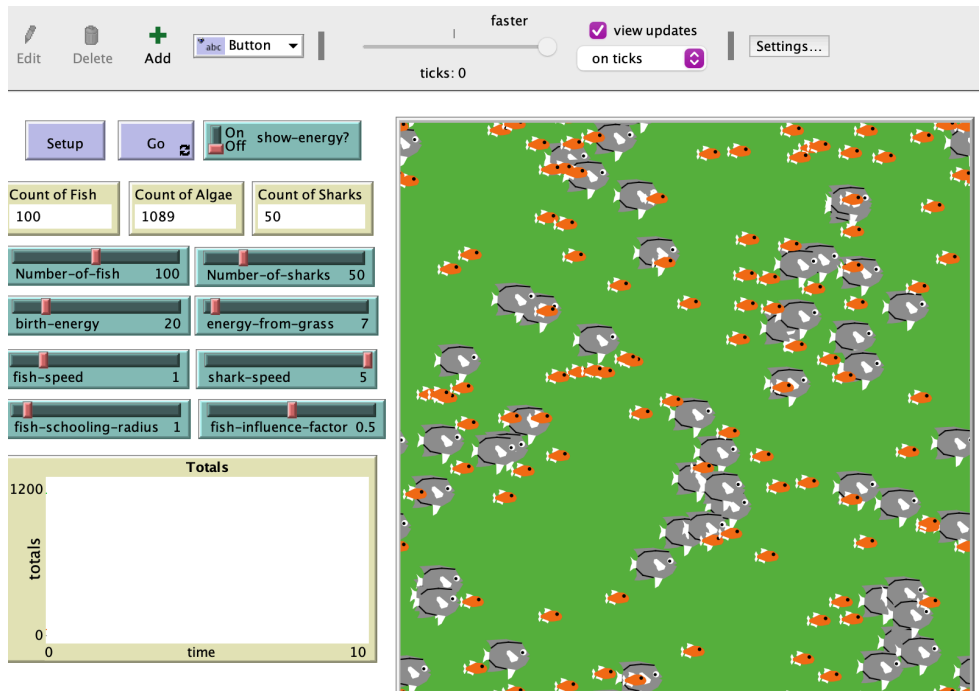 faster
view updates
Edit
Delete
Add
abc Button
on ticks
Settings...
ticks: 0
Setup
Go
On
Off
show-energy?
Count of Fish
100
Count of Algae
1089
Count of Sharks
50
Number-of-fish 100
Number-of-sharks 50
birth-energy 20
energy-from-grass 7
fish-speed 1
shark-speed 5
fish-schooling-radius 1
fish-influence-factor 0.5
Totals
1200
totals
0
0
time
10